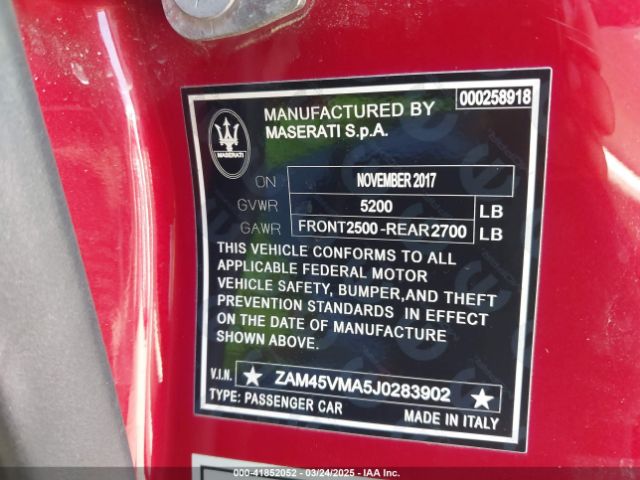 000258918
MANUFACTURED BY
MASERATI S.p.A.
MASERATI
ON NOVEMBER 2017
GVWR 5200 LB
GAWR FRONT2500-REAR2700 LB
THIS VEHICLE CONFORMS TO ALL
APPLICABLE FEDERAL MOTOR
VEHICLE SAFETY, BUMPER,AND THEFT
PREVENTION STANDARDS IN EFFECT
ON THE DATE OF MANUFACTURE
SHOWN ABOVE.
V.I.N. ★ ZAM45VMA5J0283902 ★
TYPE: PASSENGER CAR MADE IN ITALY
000-41852052 - 03/24/2025 - IAA Inc.